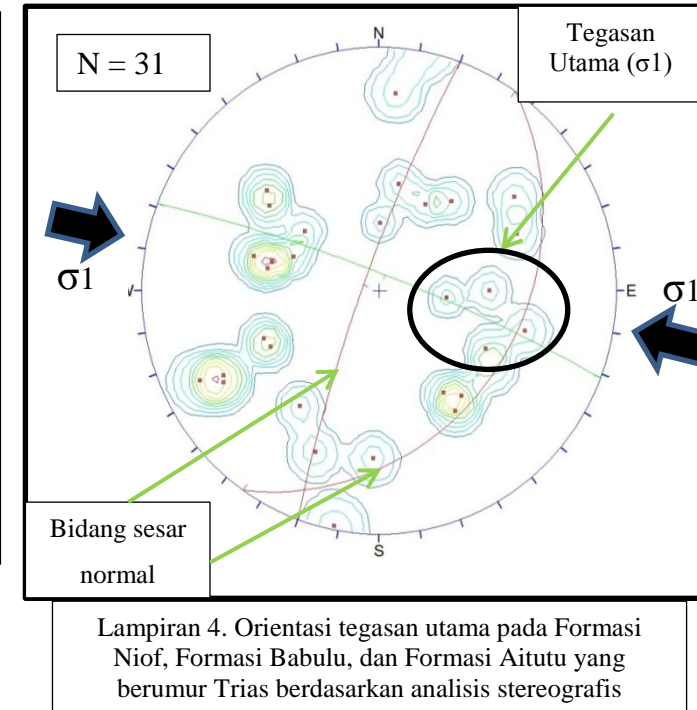 N = 31
N
Tegasan
Utama (σ1)
σ1
E
σ1
S
Bidang sesar
normal
Lampiran 4. Orientasi tegasan utama pada Formasi
Niof, Formasi Babulu, dan Formasi Aitutu yang
berumur Trias berdasarkan analisis stereografis